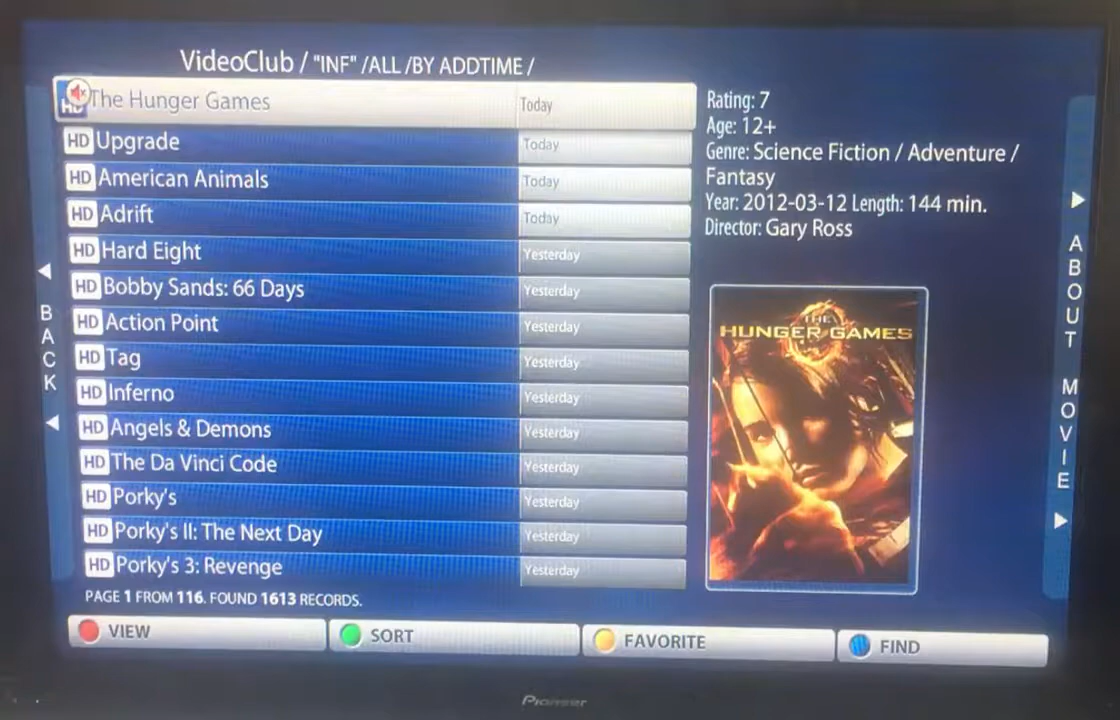 VideoClub / "INF" /ALL /BY ADDTIME /
HD The Hunger Games Today
HD Upgrade Today
HD American Animals Today
HD Adrift Today
HD Hard Eight Yesterday
HD Bobby Sands: 66 Days Yesterday
HD Action Point Yesterday
HD Tag Yesterday
HD Inferno Yesterday
HD Angels & Demons Yesterday
HD The Da Vinci Code Yesterday
HD Porky's Yesterday
HD Porky's II: The Next Day Yesterday
HD Porky's 3: Revenge Yesterday
PAGE 1 FROM 116. FOUND 1613 RECORDS.
Rating: 7
Age: 12+
Genre: Science Fiction / Adventure /
Fantasy
Year: 2012-03-12 Length: 144 min.
Director: Gary Ross
THE
HUNGER GAMES
BACK
ABOUT MOVIE
VIEW
SORT
FAVORITE
FIND
Pioneer